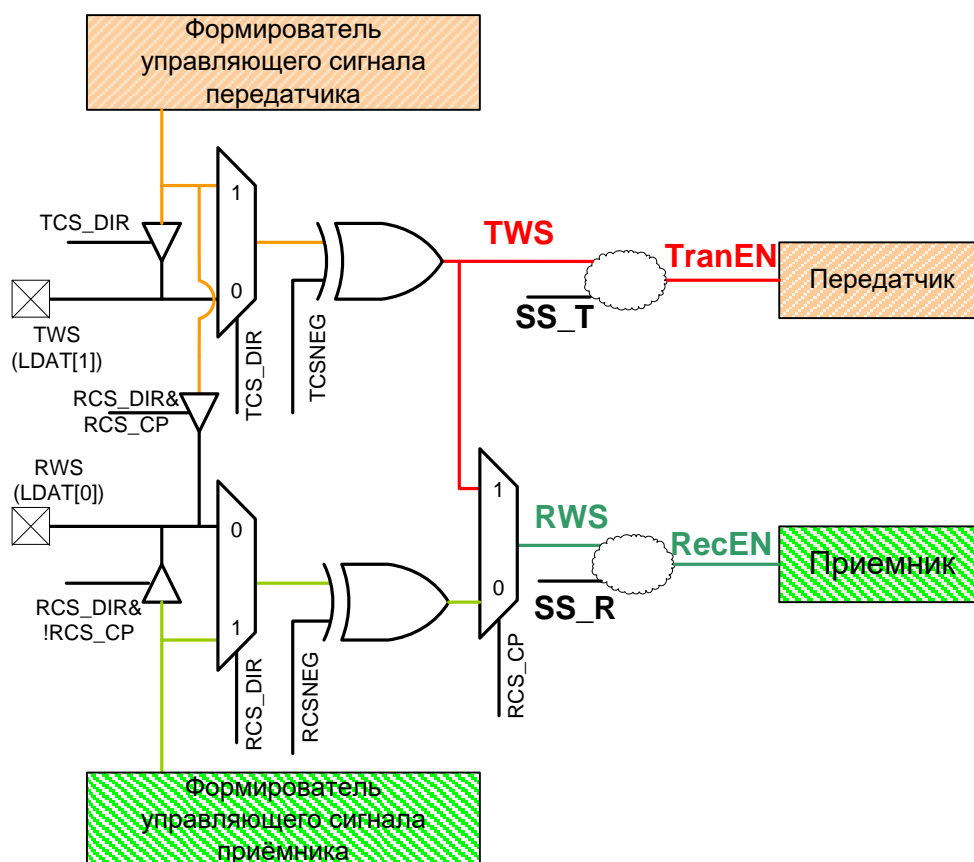 Формирователь
управляющего сигнала
передатчика
TCS_DIR
1
0
TWS
(LDAT[1])
TCS_DIR
TCSNEG
TWS
SS_T
TranEN
Передатчик
RCS_DIR&
RCS_CP
RWS
(LDAT[0])
0
1
RCS_DIR&
!RCS_CP
RCS_DIR
RCSNEG
1
0
RCS_CP
RWS
SS_R
RecEN
Приемник
Формирователь
управляющего сигнала
приёмника